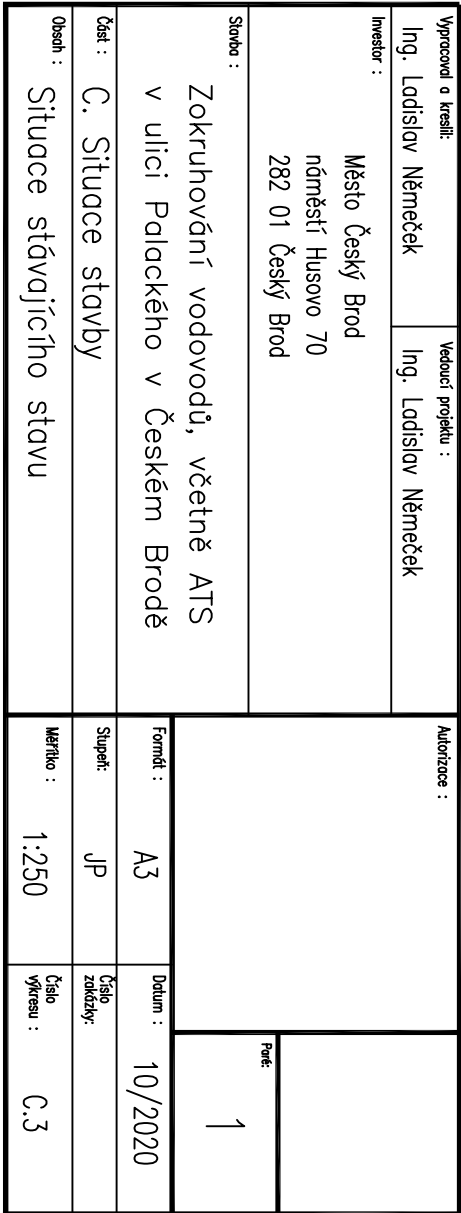 Vypracoval a kreslil:
Ing. Ladislav Němeček
Vedoucí projektu :
Ing. Ladislav Němeček
Autorizace :
Investor :
Město Český Brod
náměstí Husovo 70
282 01 Český Brod
Paré:
1
Stavba :
Zokruhování vodovodů, včetně ATS
v ulici Palackého v Českém Brodě
Formát :
A3
Datum :
10/2020
Část :
C. Situace stavby
Stupeň:
JP
Číslo
zakázky:
Obsah :
Situace stávajícího stavu
Měřítko :
1:250
Číslo
výkresu :
C.3